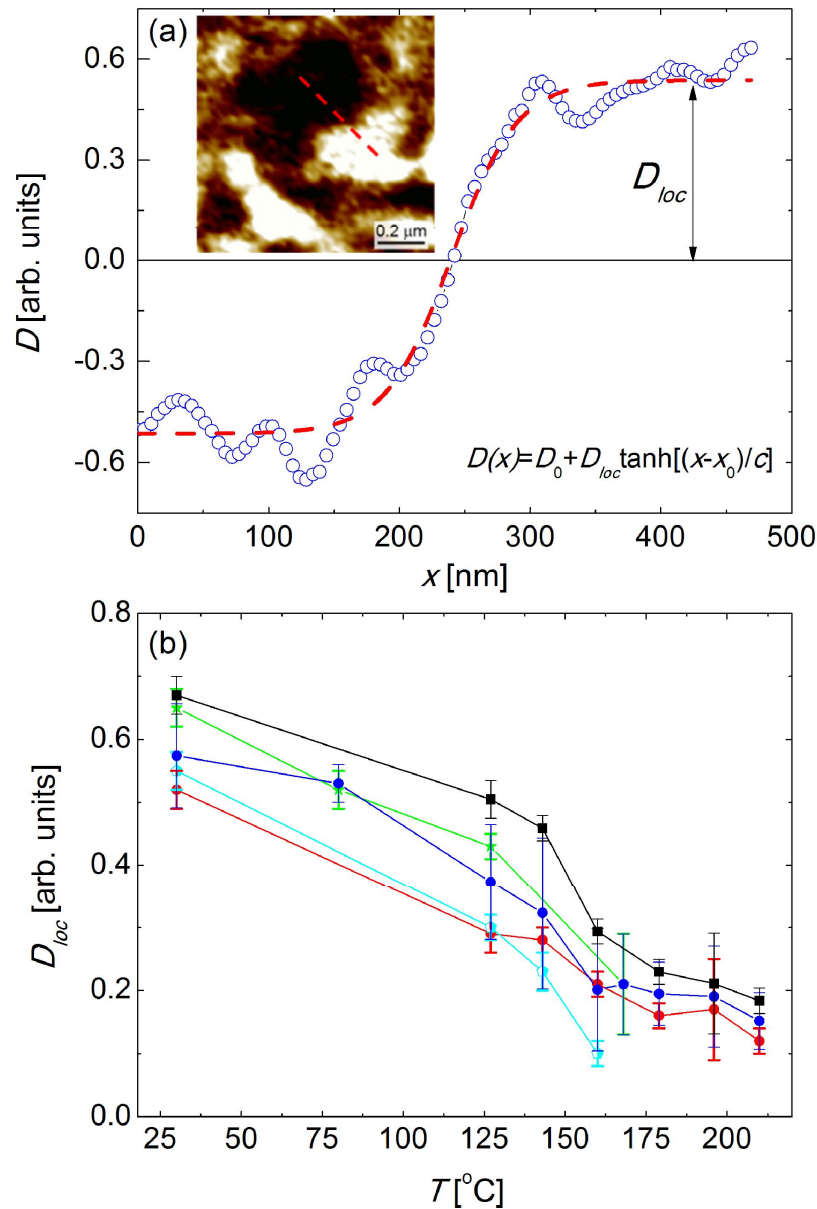 (a)
0.6
0.3
0.0
-0.3
-0.6
D [arb. units]
0.2 μm
D_loc
D(x)=D_0+D_loc tanh[(x-x_0)/c]
0 100 200 300 400 500
x [nm]
(b)
0.8
0.6
0.4
0.2
0.0
D_loc [arb. units]
25 50 75 100 125 150 175 200
T [°C]